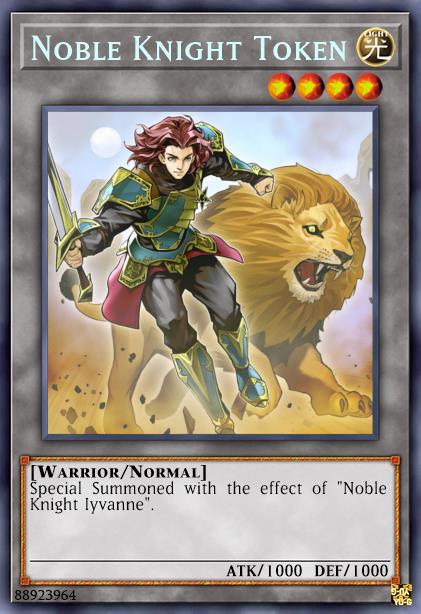 Noble Knight Token
LIGHT
光
[Warrior/Normal]
Special Summoned with the effect of "Noble
Knight Iyvanne".
ATK/1000 DEF/1000
88923964